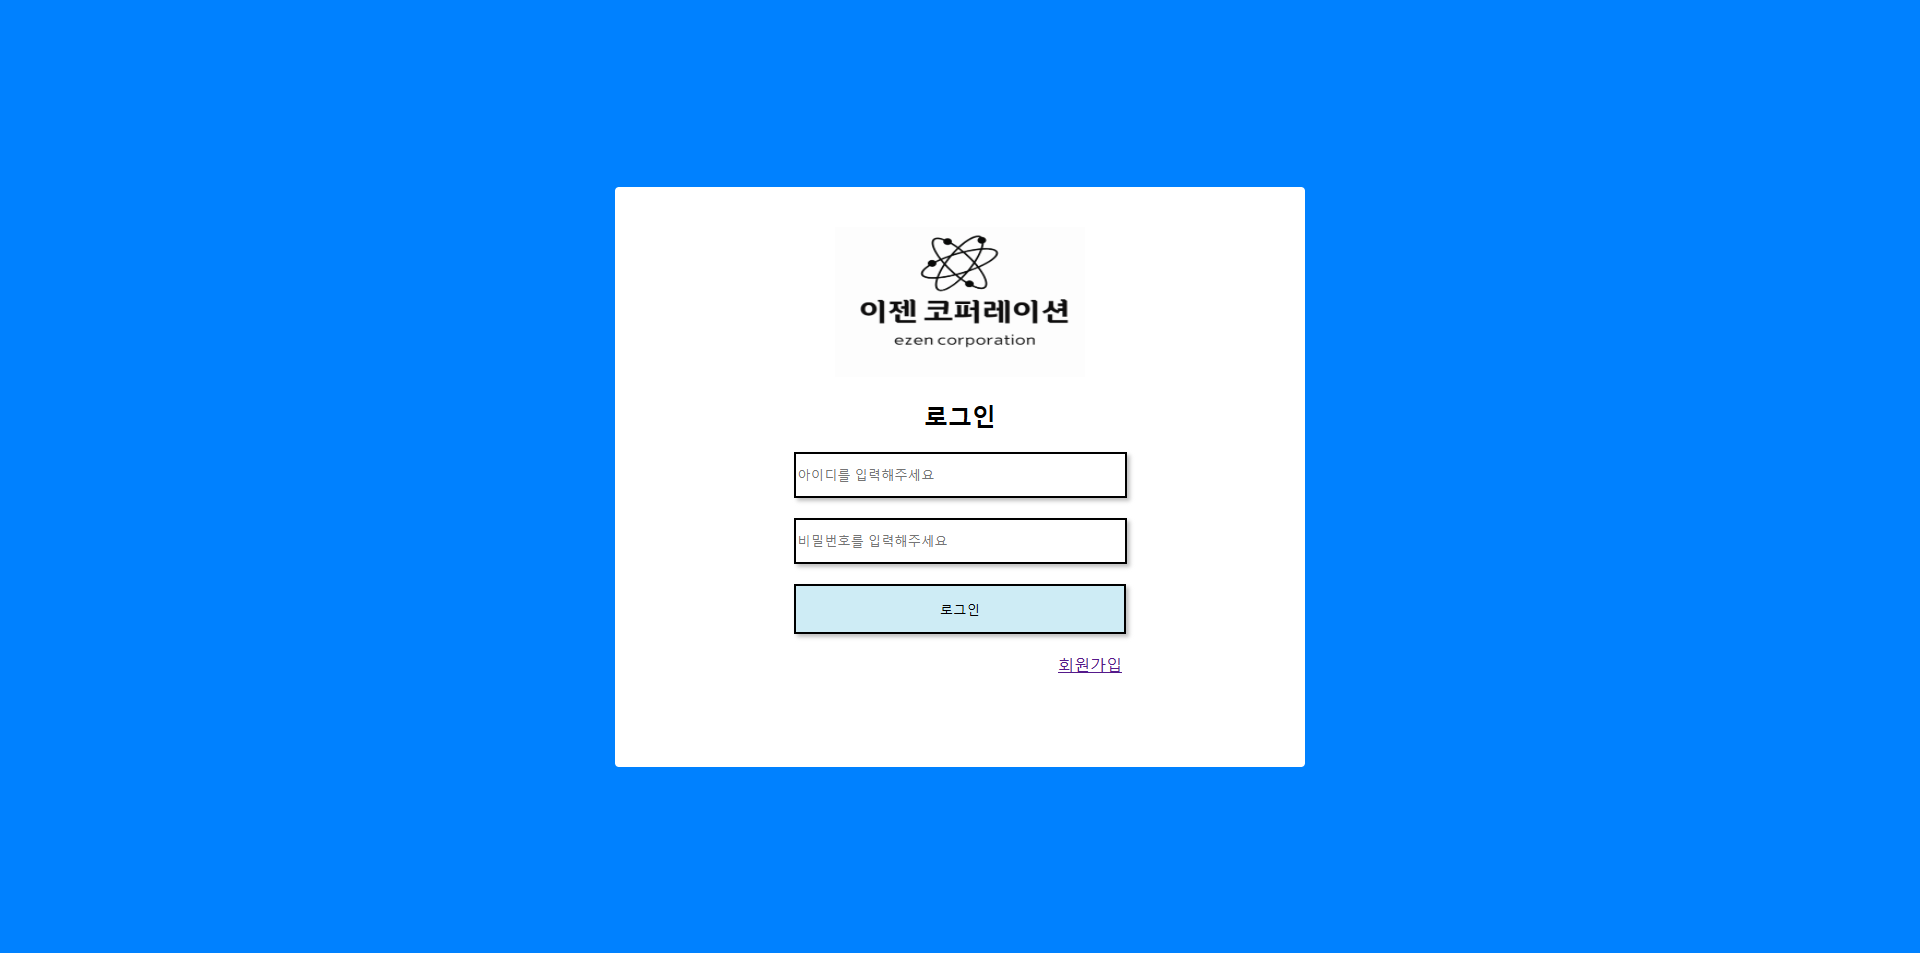 이젠 코퍼레이션
ezen corporation
로그인
아이디를 입력해주세요
비밀번호를 입력해주세요
로그인
회원가입